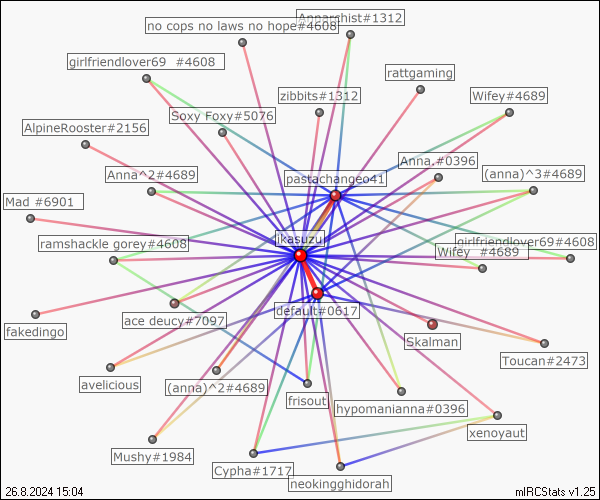 Anparchist#1312
no cops no laws no hope#4608
girlfriendlover69 #4608
rattgaming
zibbits#1312
Wifey#4689
Soxy Foxy#5076
AlpineRooster#2156
Anna,#0396
Anna^2#4689
pastachangeo41
(anna)^3#4689
Mad #6901
jkasuzu
ramshackle gorey#4608
girlfriendlover69#4608
Wifey_#4689
default#0617
ace deucy#7097
fakedingo
Skalman
Toucan#2473
avelicious
(anna)^2#4689
frisout
hypomanianna#0396
xenoyaut
Mushy#1984
Cypha#1717
neokingghidorah
26.8.2024 15:04
mIRCStats v1.25